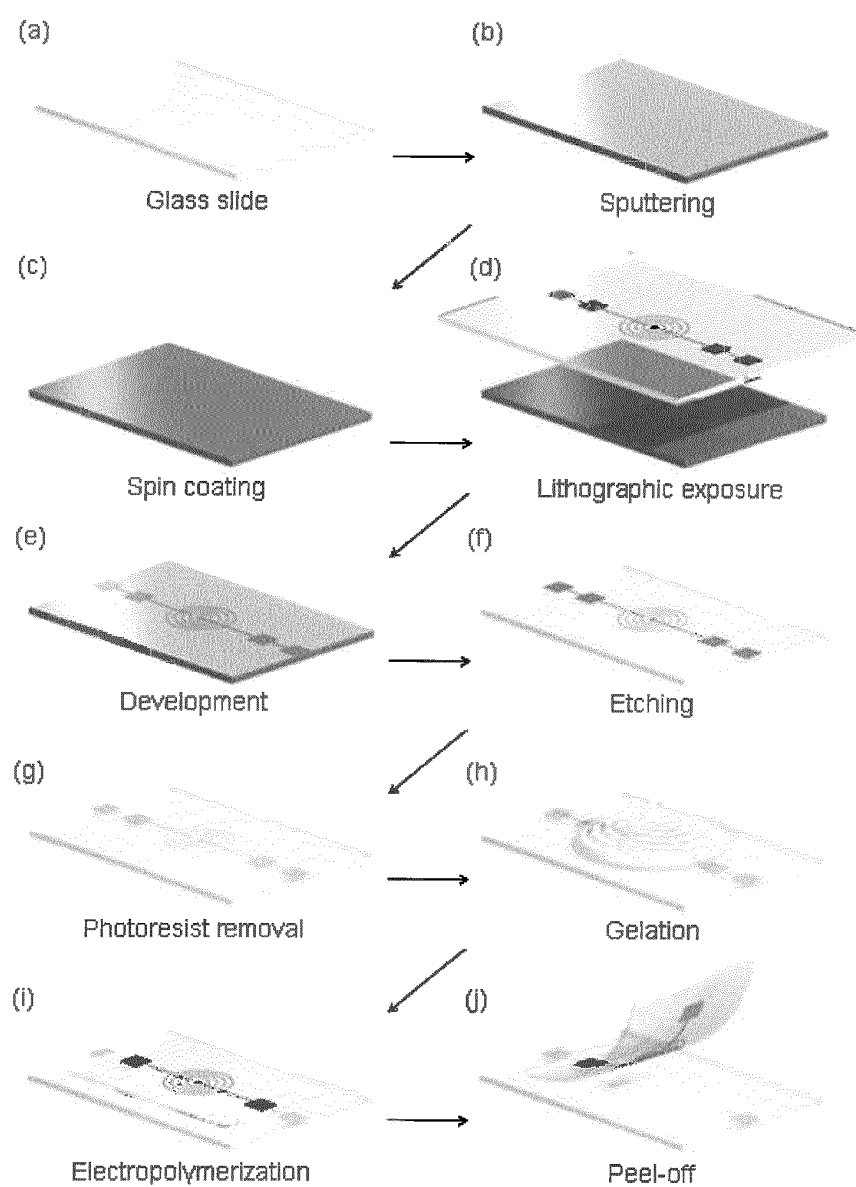 (a)
(b)
Glass slide
Sputtering
(c)
(d)
Spin coating
Lithographic exposure
(e)
(f)
Development
Etching
(g)
(h)
Photoresist removal
Gelation
(i)
(j)
Electropolymerization
Peel-off